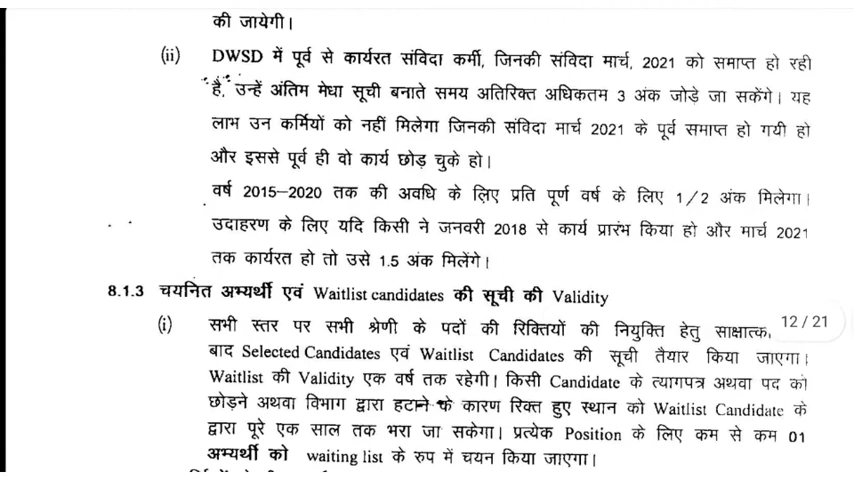 की जायेगी।
(ii) DWSD में पूर्व से कार्यरत संविदा कर्मी, जिनकी संविदा मार्च, 2021 को समाप्त हो रही
है, उन्हें अंतिम मेधा सूची बनाते समय अतिरिक्त अधिकतम 3 अंक जोड़े जा सकेंगे। यह
लाभ उन कर्मियों को नहीं मिलेगा जिनकी संविदा मार्च 2021 के पूर्व समाप्त हो गयी हो
और इससे पूर्व ही वो कार्य छोड़ चुके हो।
वर्ष 2015–2020 तक की अवधि के लिए प्रति पूर्ण वर्ष के लिए 1/2 अंक मिलेगा।
उदाहरण के लिए यदि किसी ने जनवरी 2018 से कार्य प्रारंभ किया हो और मार्च 2021
तक कार्यरत हो तो उसे 1.5 अंक मिलेंगे।
8.1.3 चयनित अभ्यर्थी एवं Waitlist candidates की सूची की Validity
(i) सभी स्तर पर सभी श्रेणी के पदों की रिक्तियों की नियुक्ति हेतु साक्षात्क 12/21
बाद Selected Candidates एवं Waitlist Candidates की सूची तैयार किया जाएगा।
Waitlist की Validity एक वर्ष तक रहेगी। किसी Candidate के त्यागपत्र अथवा पद को
छोड़ने अथवा विभाग द्वारा हटाने के कारण रिक्त हुए स्थान को Waitlist Candidate के
द्वारा पूरे एक साल तक भरा जा सकेगा। प्रत्येक Position के लिए कम से कम 01
अभ्यर्थी को waiting list के रुप में चयन किया जाएगा।